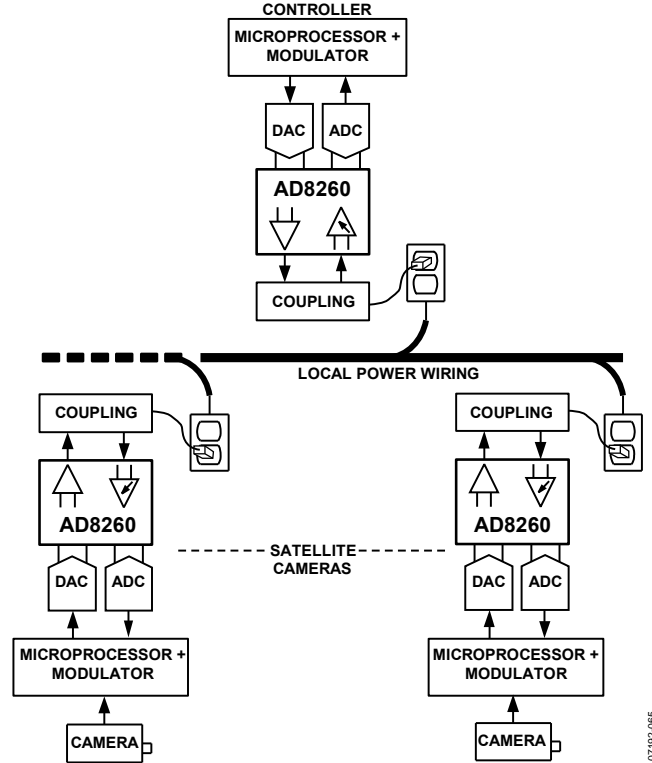 CONTROLLER
MICROPROCESSOR +
MODULATOR
DAC
ADC
AD8260
COUPLING
LOCAL POWER WIRING
COUPLING
COUPLING
AD8260
AD8260
SATELLITE
CAMERAS
DAC
ADC
DAC
ADC
MICROPROCESSOR +
MODULATOR
MICROPROCESSOR +
MODULATOR
CAMERA
CAMERA
07192-065